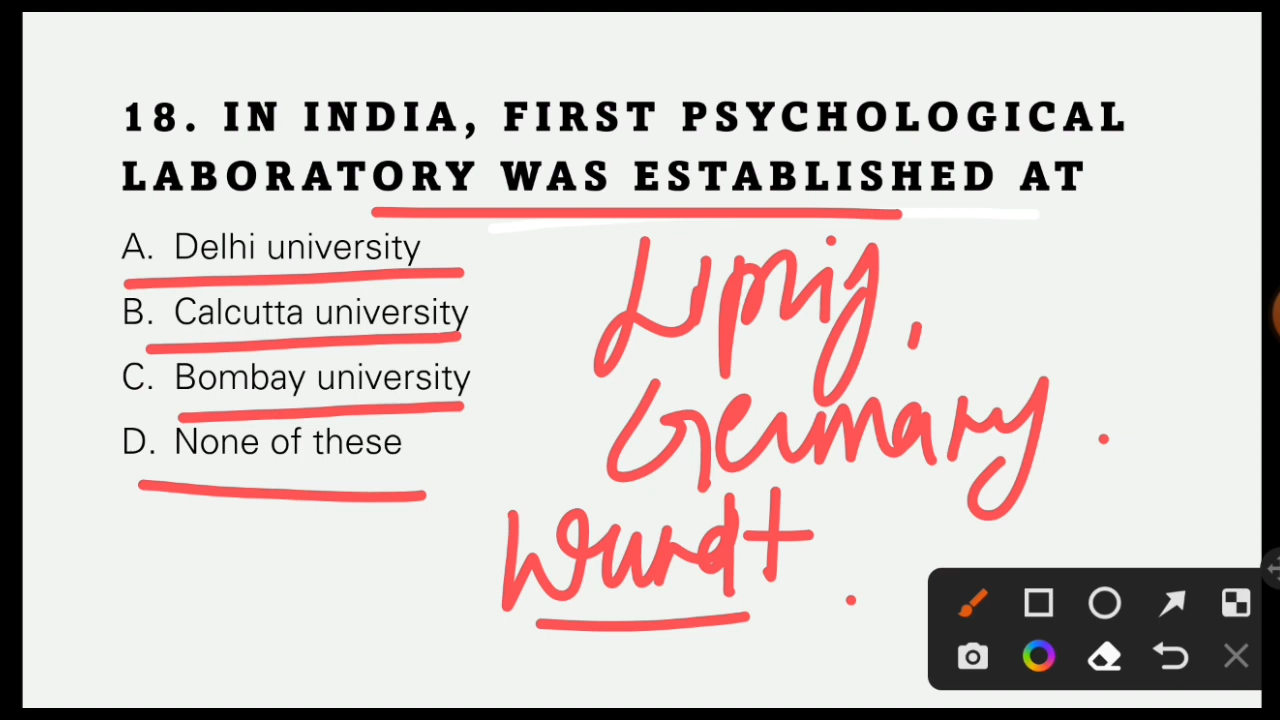 18. IN INDIA, FIRST PSYCHOLOGICAL
LABORATORY WAS ESTABLISHED AT
A. Delhi university
B. Calcutta university
C. Bombay university
D. None of these
Lipzig.
Germany.
Wundt.